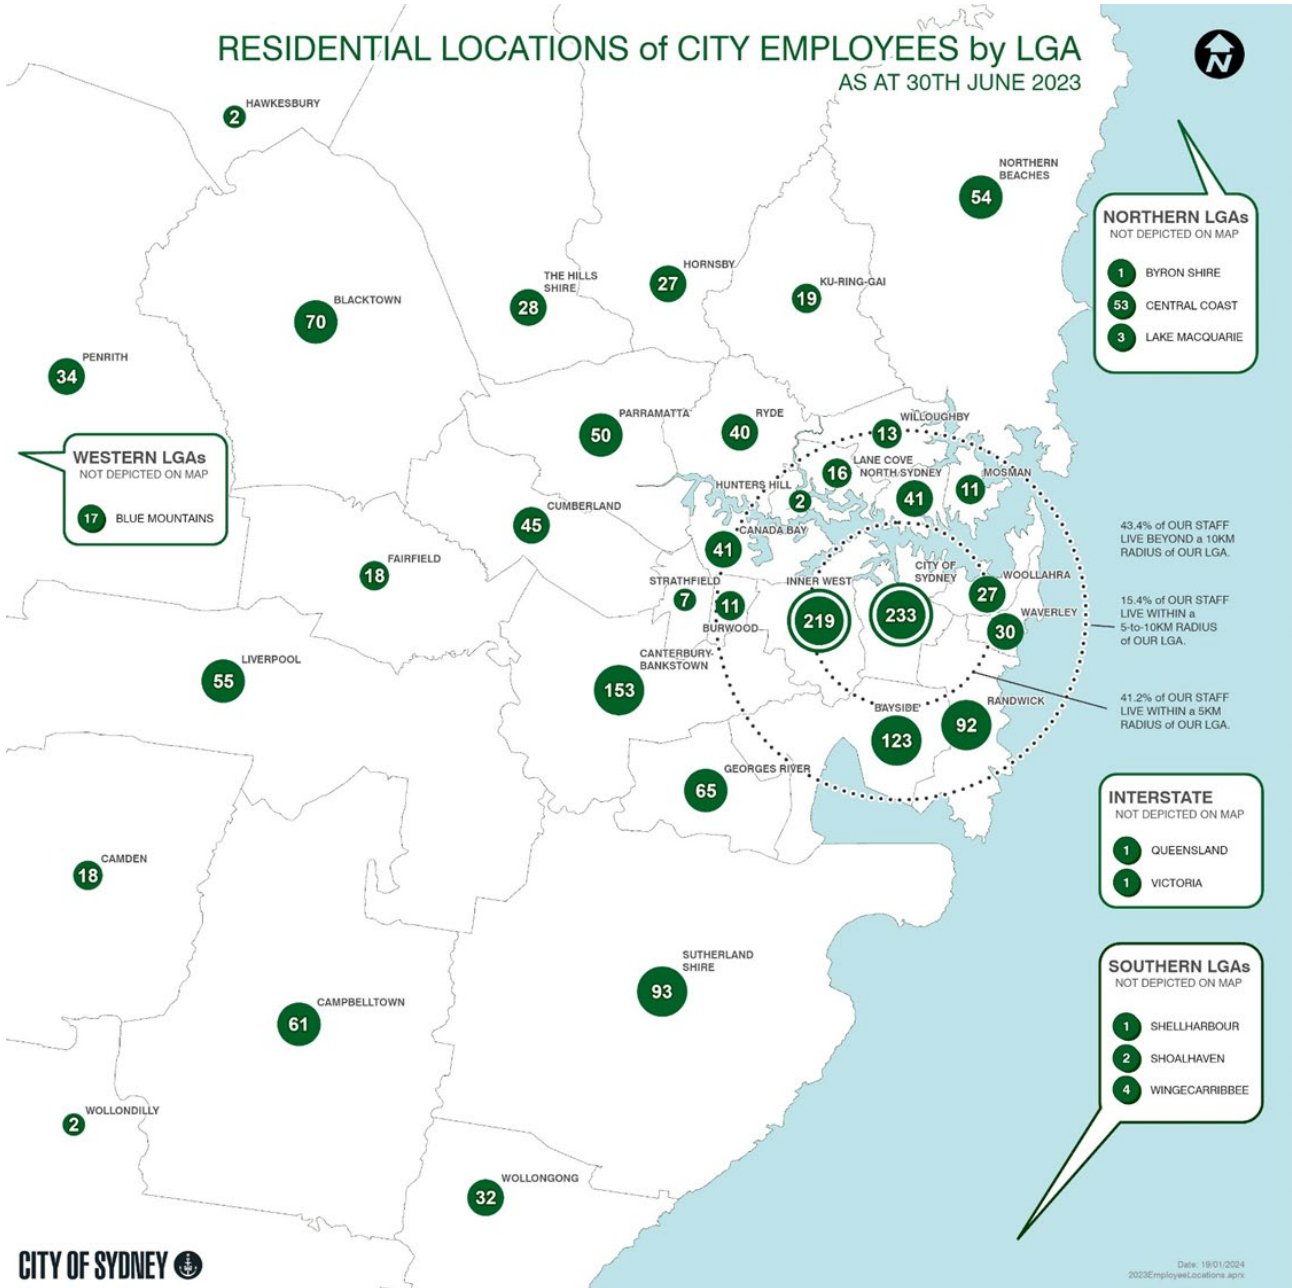 RESIDENTIAL LOCATIONS of CITY EMPLOYEES by LGA
AS AT 30TH JUNE 2023
N
HAWKESBURY
2
NORTHERN
BEACHES
54
NORTHERN LGAs
NOT DEPICTED ON MAP
1 BYRON SHIRE
53 CENTRAL COAST
3 LAKE MACQUARIE
HORNSBY
27
THE HILLS
SHIRE
28
KU-RING-GAI
19
BLACKTOWN
70
PENRITH
34
WESTERN LGAs
NOT DEPICTED ON MAP
17 BLUE MOUNTAINS
PARRAMATTA
50
RYDE
40
WILLOUGHBY
13
LANE COVE
16
NORTH SYDNEY
41
MOSMAN
11
HUNTERS HILL
2
CUMBERLAND
45
CANADA BAY
41
FAIRFIELD
18
STRATHFIELD
7
11
BURWOOD
INNER WEST
219
CITY OF
SYDNEY
233
WOOLLAHRA
27
WAVERLEY
30
43.4% of OUR STAFF
LIVE BEYOND a 10KM
RADIUS of OUR LGA.
15.4% of OUR STAFF
LIVE WITHIN a
5-to-10KM RADIUS
of OUR LGA.
41.2% of OUR STAFF
LIVE WITHIN a 5KM
RADIUS of OUR LGA.
LIVERPOOL
55
CANTERBURY-
BANKSTOWN
153
BAYSIDE
123
RANDWICK
92
GEORGES RIVER
65
INTERSTATE
NOT DEPICTED ON MAP
1 QUEENSLAND
1 VICTORIA
CAMDEN
18
SUTHERLAND
SHIRE
93
CAMPBELLTOWN
61
SOUTHERN LGAs
NOT DEPICTED ON MAP
1 SHELLHARBOUR
2 SHOALHAVEN
4 WINGECARRIBBEE
WOLLONDILLY
2
WOLLONGONG
32
CITY OF SYDNEY
Date: 19/01/2024
2023EmployeeLocations.aprx